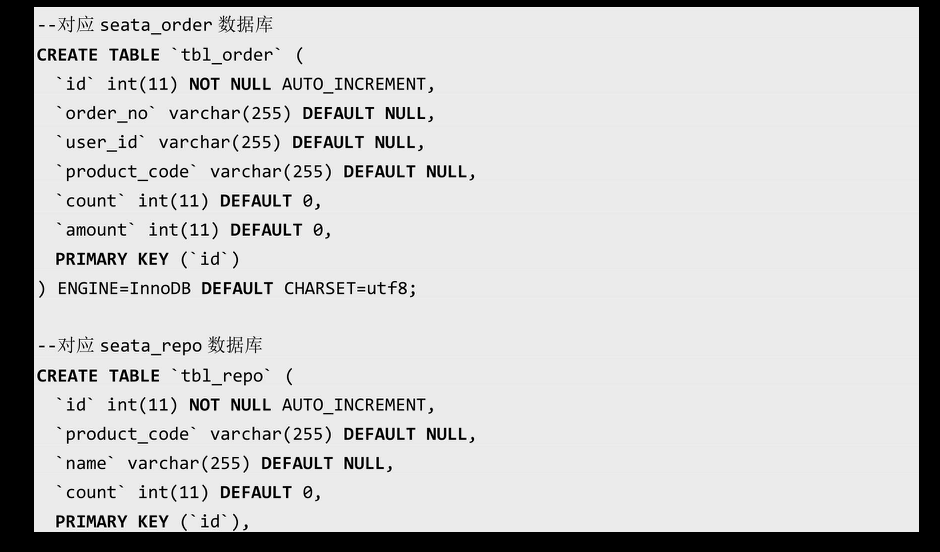 --对应 seata_order 数据库
CREATE TABLE `tbl_order` (
  `id` int(11) NOT NULL AUTO_INCREMENT,
  `order_no` varchar(255) DEFAULT NULL,
  `user_id` varchar(255) DEFAULT NULL,
  `product_code` varchar(255) DEFAULT NULL,
  `count` int(11) DEFAULT 0,
  `amount` int(11) DEFAULT 0,
  PRIMARY KEY (`id`)
) ENGINE=InnoDB DEFAULT CHARSET=utf8;

--对应 seata_repo 数据库
CREATE TABLE `tbl_repo` (
  `id` int(11) NOT NULL AUTO_INCREMENT,
  `product_code` varchar(255) DEFAULT NULL,
  `name` varchar(255) DEFAULT NULL,
  `count` int(11) DEFAULT 0,
  PRIMARY KEY (`id`),